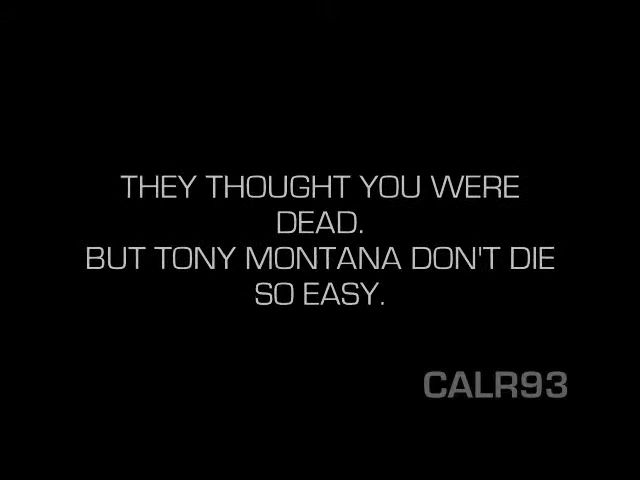 THEY THOUGHT YOU WERE
DEAD.
BUT TONY MONTANA DON'T DIE
SO EASY.
CALR93